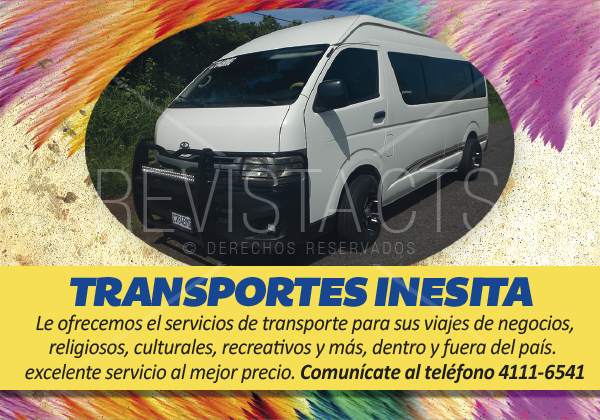 REVISTACTS
© DERECHOS RESERVADOS
TRANSPORTES INESITA
Le ofrecemos el servicios de transporte para sus viajes de negocios,
religiosos, culturales, recreativos y más, dentro y fuera del país.
excelente servicio al mejor precio. Comunícate al teléfono 4111-6541